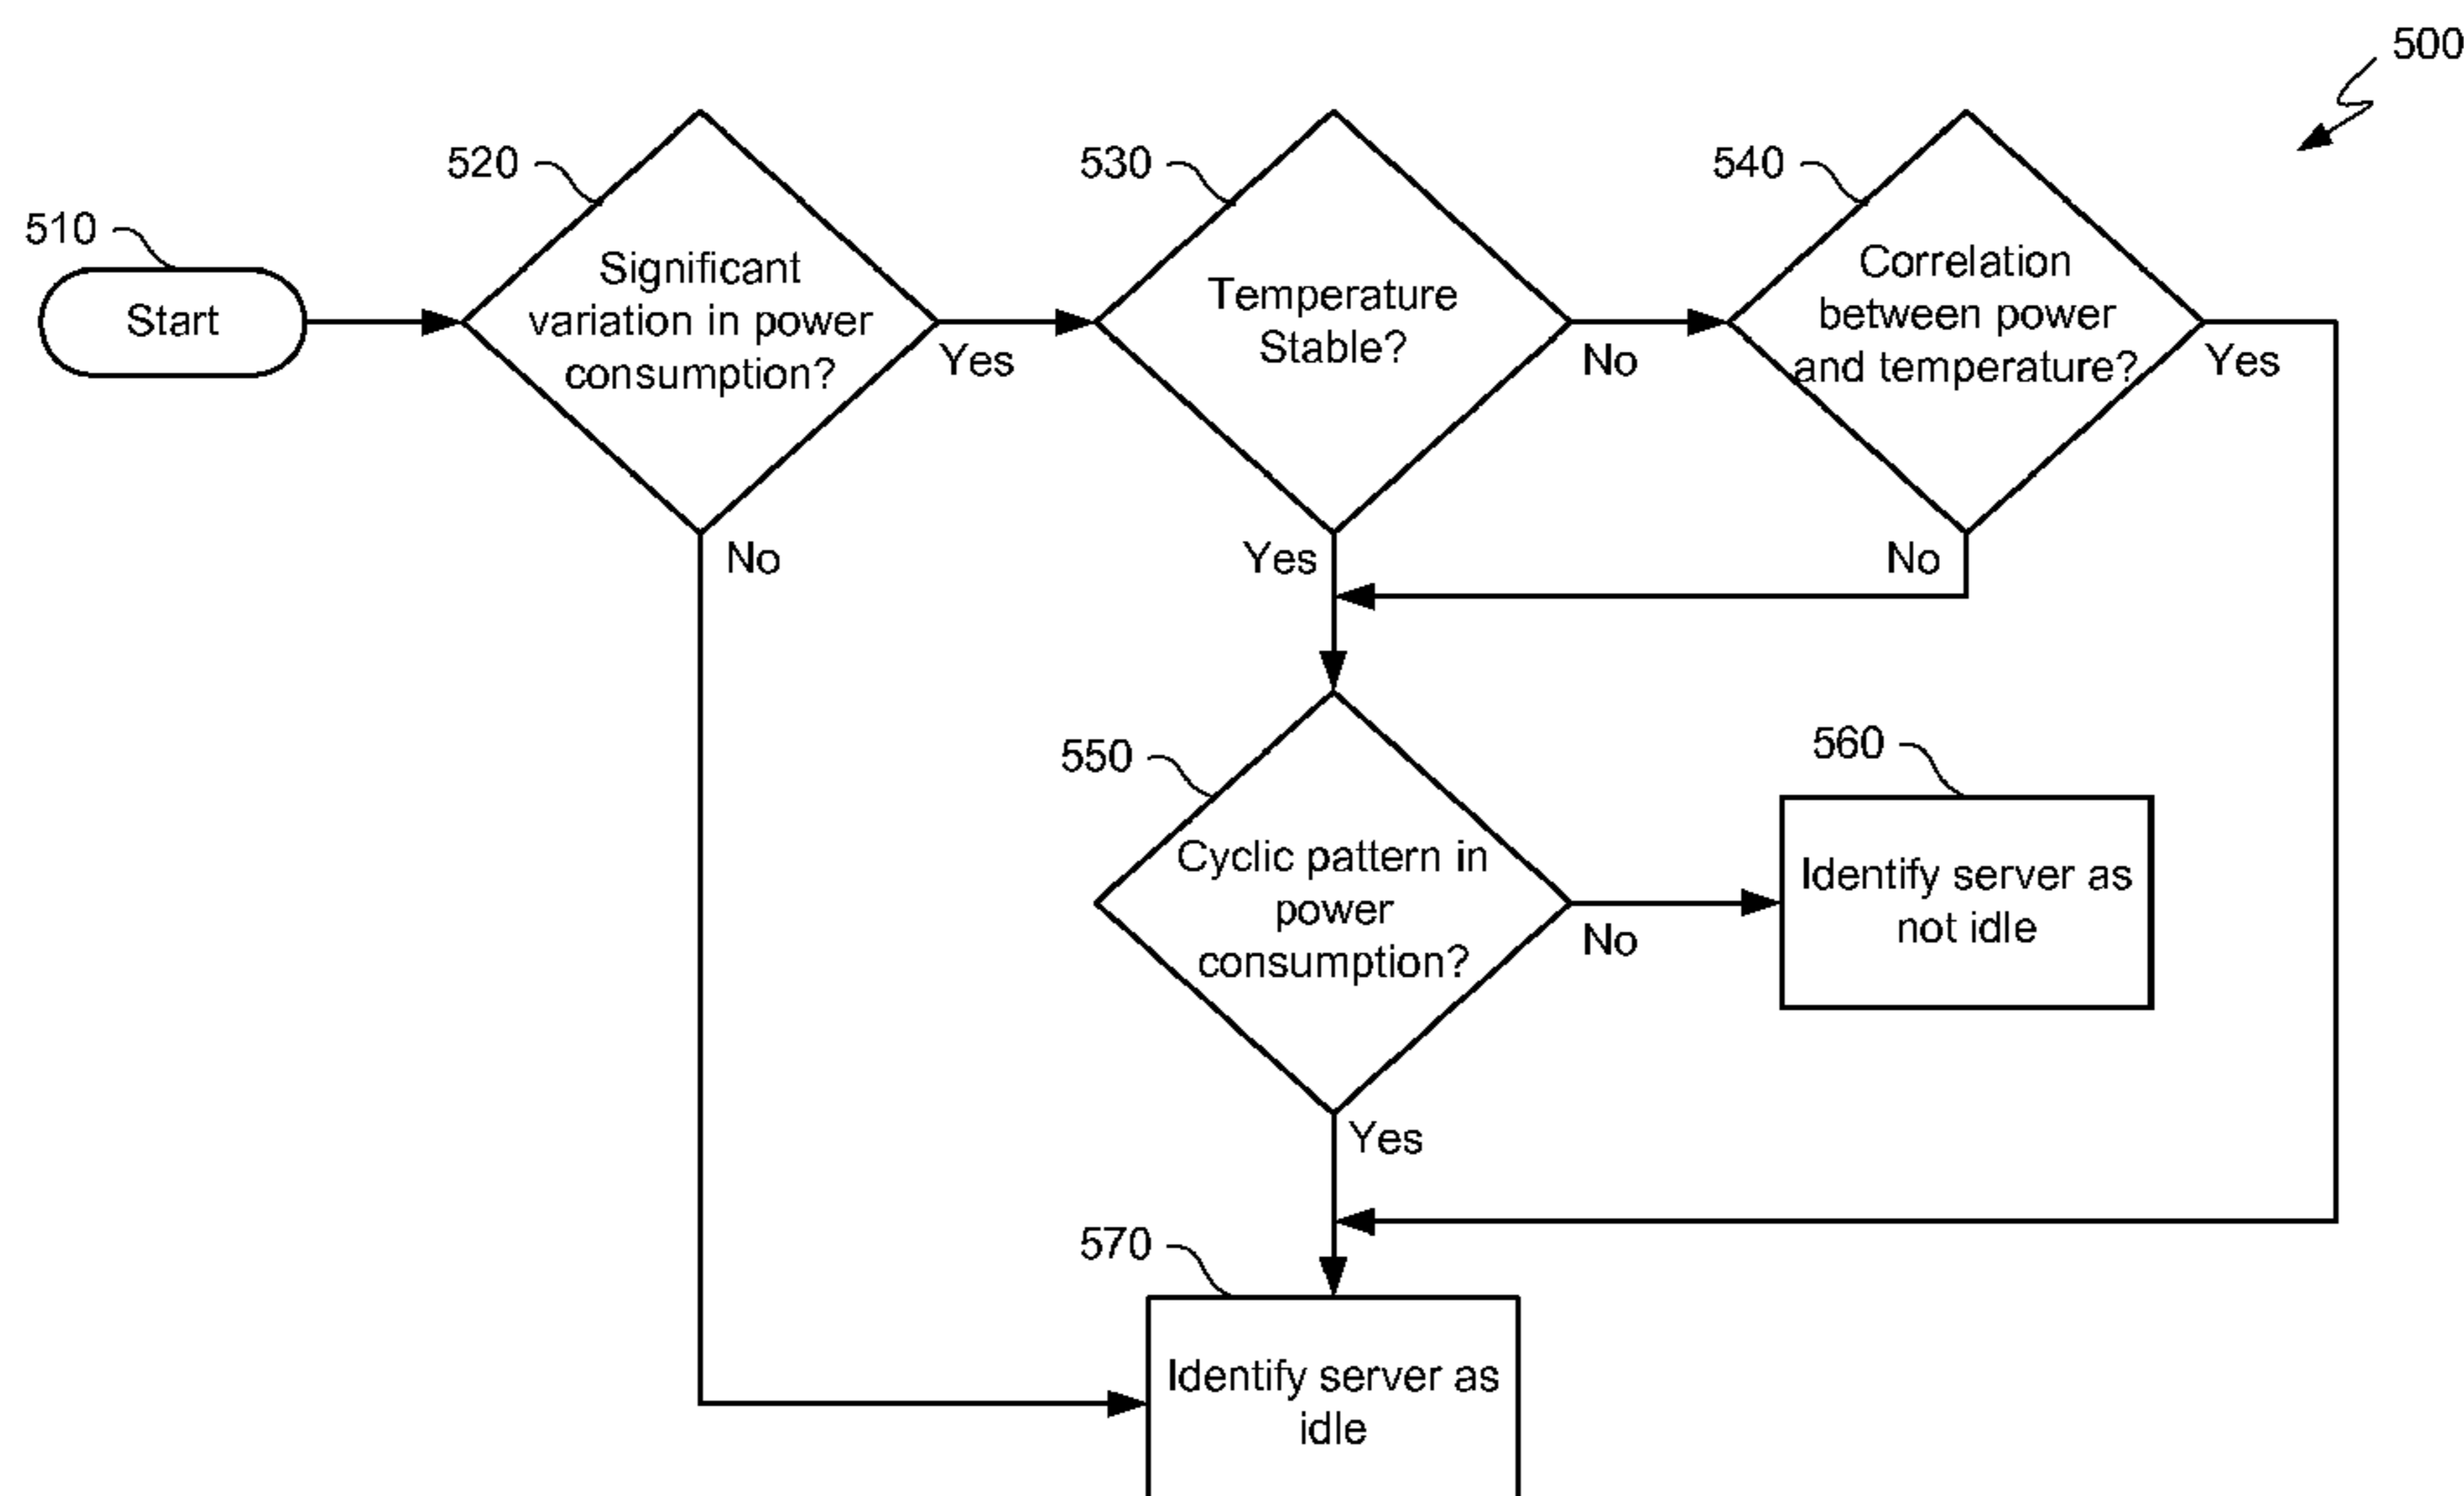 500
520
530
540
510
Start
Significant
variation in power
consumption?
Yes
No
Temperature
Stable?
No
Yes
Correlation
between power
and temperature?
Yes
No
550
Cyclic pattern in
power
consumption?
No
Yes
560
Identify server as
not idle
570
Identify server as
idle